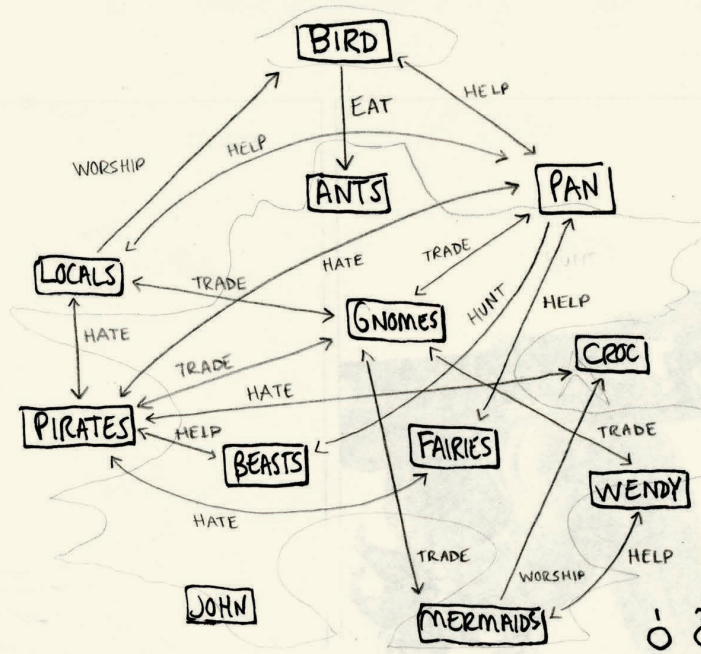 BIRD
EAT
HELP
WORSHIP
HELP
ANTS
PAN
LOCALS
TRADE
HATE
TRADE
HUNT
GNOMES
HELP
HATE
TRADE
CROC
HATE
PIRATES
HELP
BEASTS
FAIRIES
TRADE
WENDY
HATE
TRADE
WORSHIP
HELP
JOHN
MERMAIDS